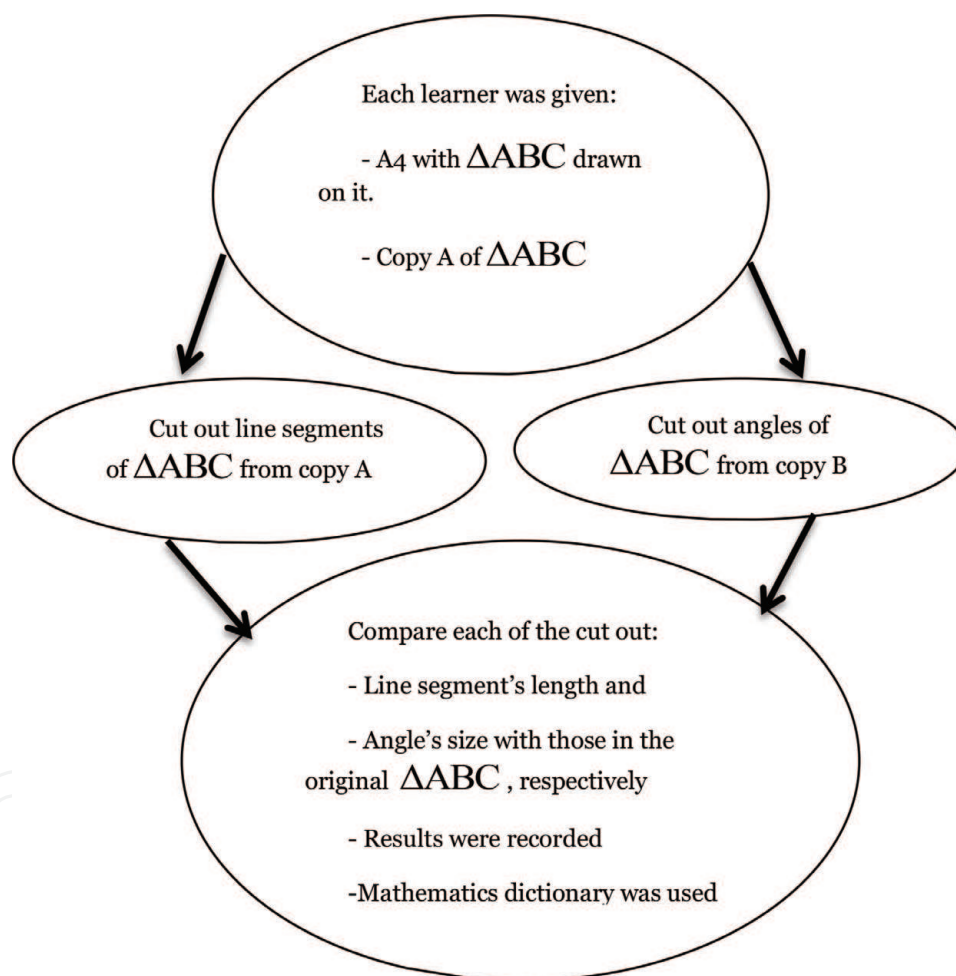 Each learner was given:
- A4 with ΔABC drawn
on it.
- Copy A of ΔABC
Cut out line segments
of ΔABC from copy A
Cut out angles of
ΔABC from copy B
Compare each of the cut out:
- Line segment’s length and
- Angle’s size with those in the
original ΔABC , respectively
- Results were recorded
-Mathematics dictionary was used